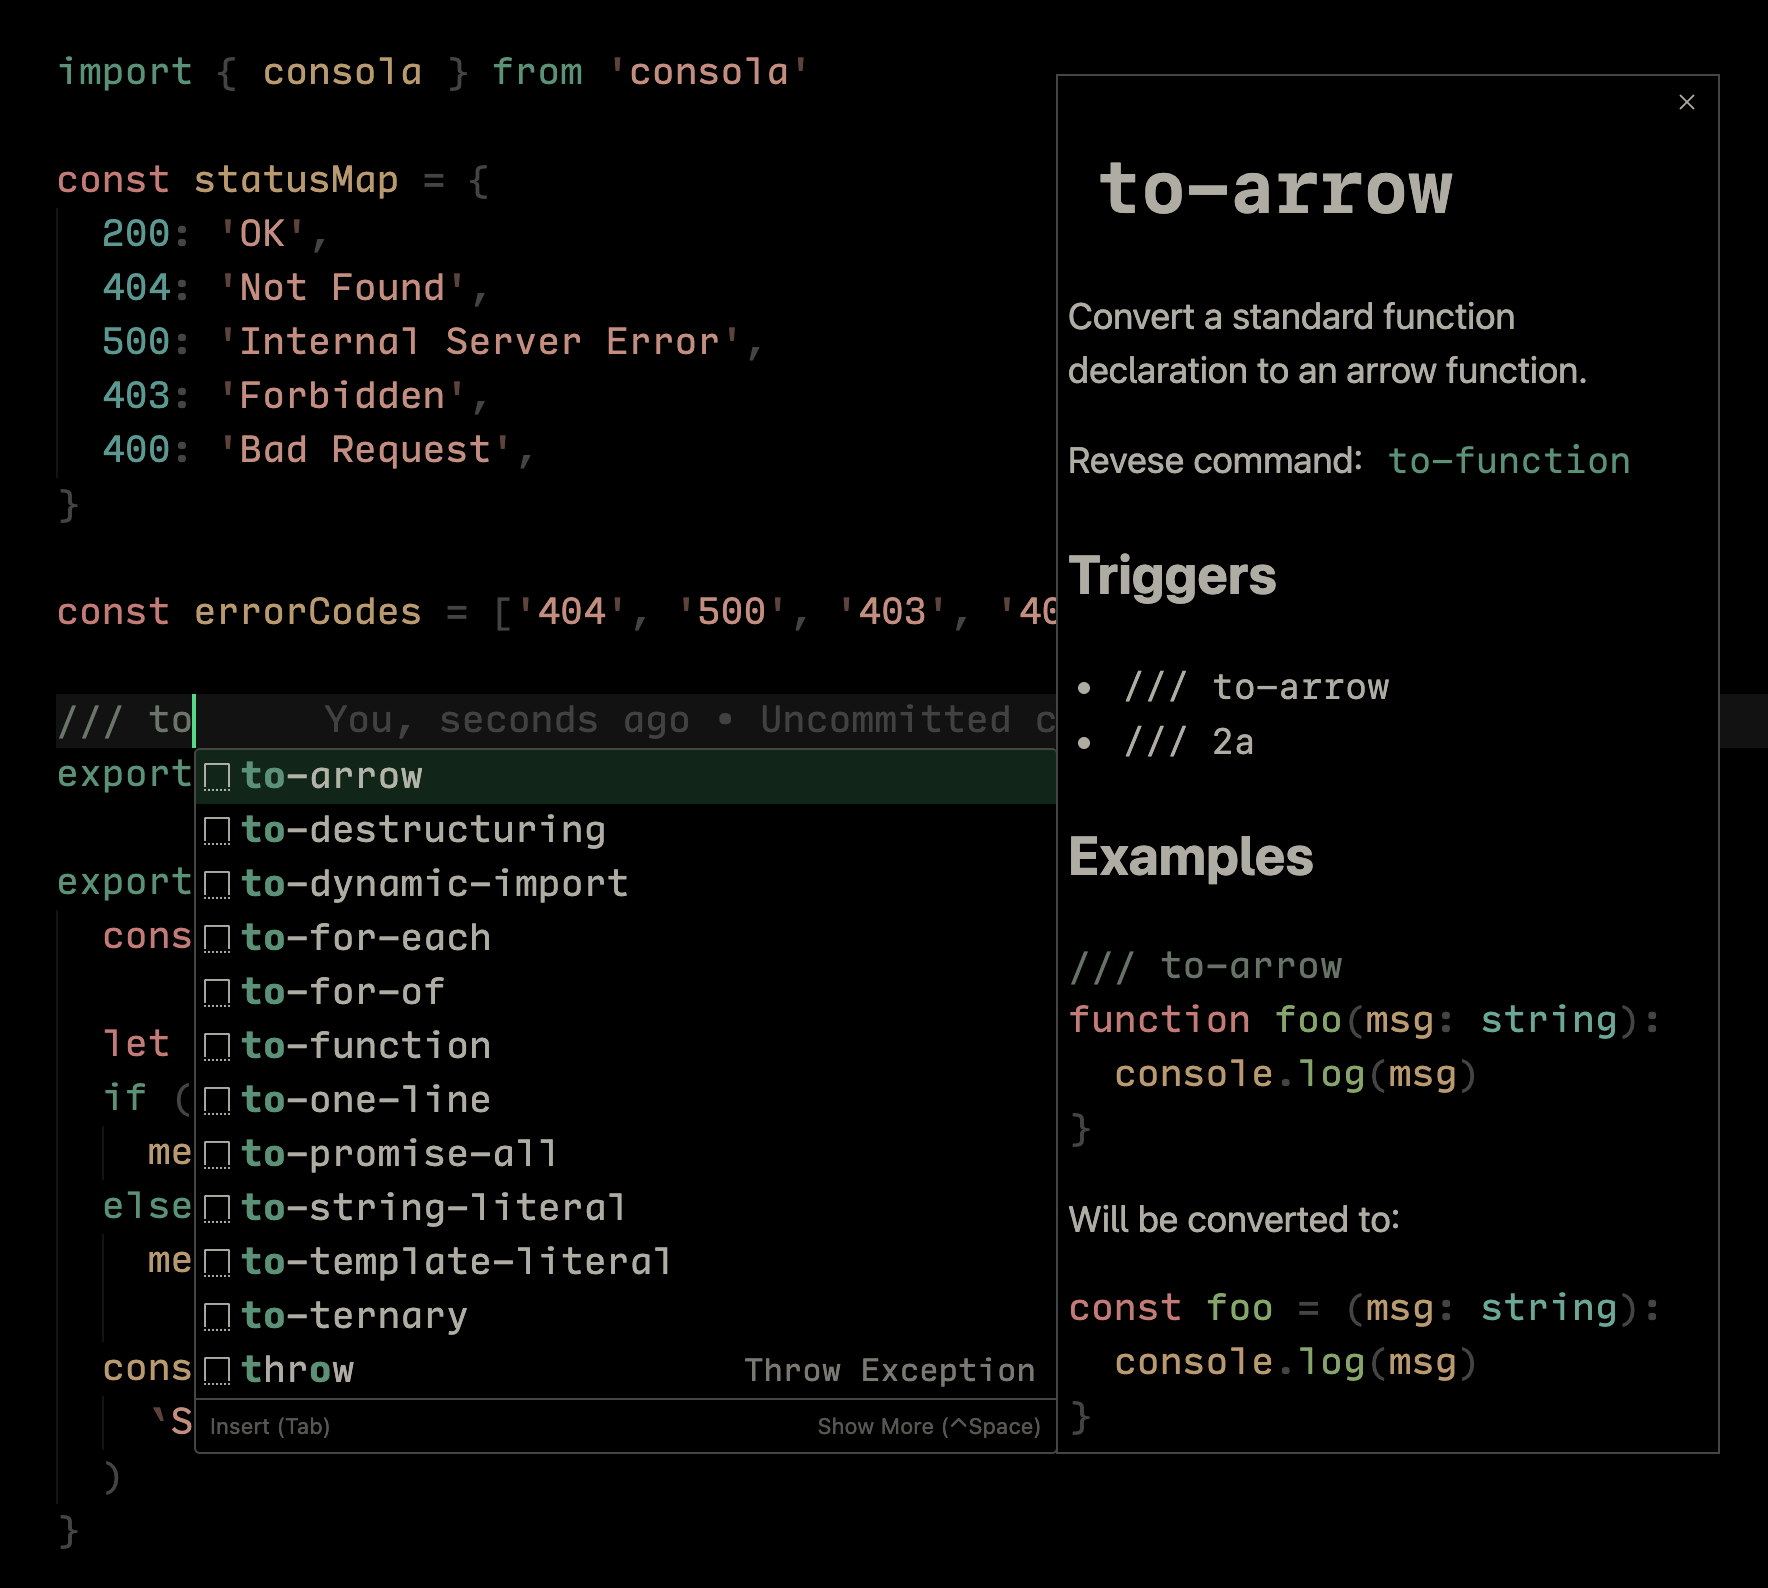 import { consola } from 'consola'
const statusMap = {
200: 'OK',
404: 'Not Found',
500: 'Internal Server Error',
403: 'Forbidden',
400: 'Bad Request',
}
const errorCodes = ['404', '500', '403', '40
/// to You, seconds ago • Uncommitted c
export
export
cons
let
if (
me
else
me
cons
`S
)
}
to-arrow
to-destructuring
to-dynamic-import
to-for-each
to-for-of
to-function
to-one-line
to-promise-all
to-string-literal
to-template-literal
to-ternary
throw Throw Exception
Insert (Tab) Show More (^Space)
to-arrow
Convert a standard function
declaration to an arrow function.
Revese command: to-function
Triggers
• /// to-arrow
• /// 2a
Examples
/// to-arrow
function foo(msg: string):
console.log(msg)
}
Will be converted to:
const foo = (msg: string):
console.log(msg)
}